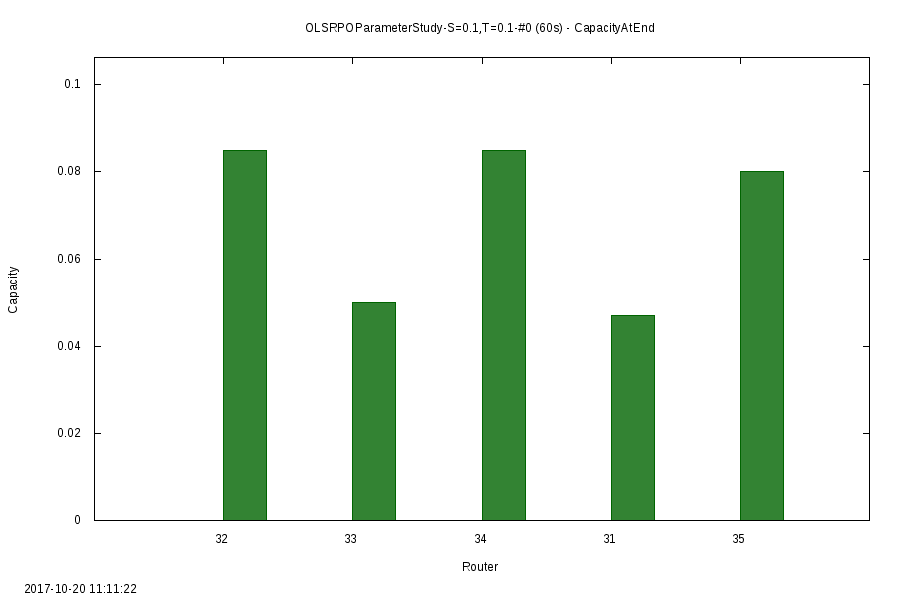 OLSRPOParameterStudy-S=0.1,T=0.1-#0 (60s) - CapacityAtEnd
0.1
0.08
0.06
0.04
0.02
0
Capacity
32 33 34 31 35
Router
2017-10-20 11:11:22